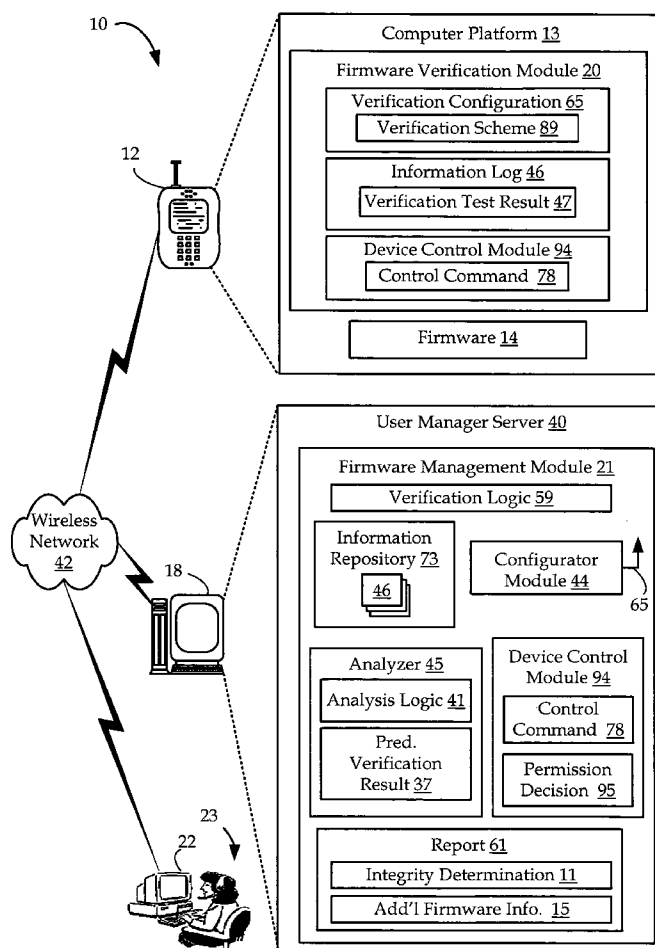 10
12
Computer Platform 13
Firmware Verification Module 20
Verification Configuration 65
Verification Scheme 89
Information Log 46
Verification Test Result 47
Device Control Module 94
Control Command 78
Firmware 14
Wireless
Network
42
18
22
23
User Manager Server 40
Firmware Management Module 21
Verification Logic 59
Information
Repository 73
46
Configurator
Module 44
65
Analyzer 45
Analysis Logic 41
Pred.
Verification
Result 37
Device Control
Module 94
Control
Command 78
Permission
Decision 95
Report 61
Integrity Determination 11
Add'l Firmware Info. 15